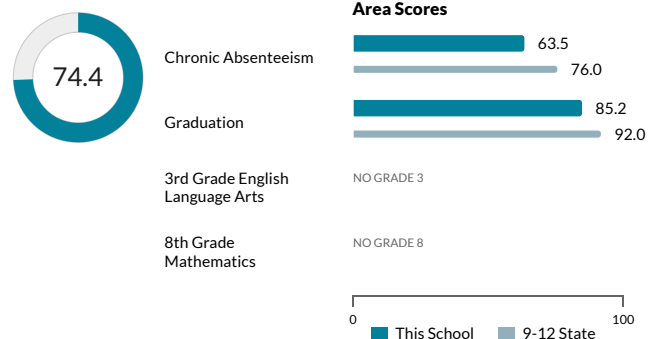 74.4
Area Scores
Chronic Absenteeism
63.5
76.0
Graduation
85.2
92.0
3rd Grade English
Language Arts
NO GRADE 3
8th Grade
Mathematics
NO GRADE 8
0
100
This School
9-12 State